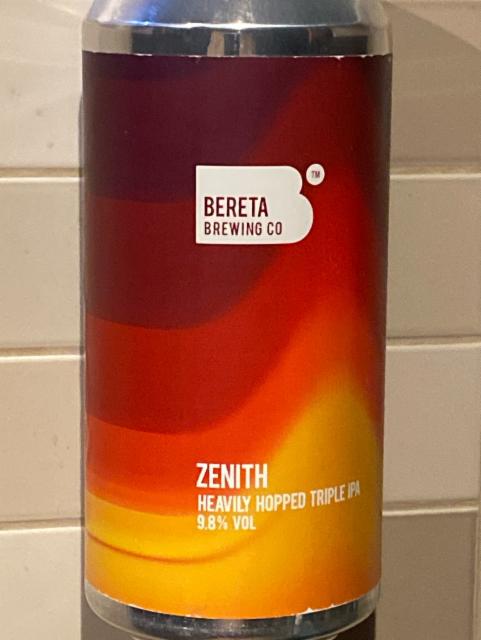 TM
BERETA
BREWING CO
ZENITH
HEAVILY HOPPED TRIPLE IPA
9.8% VOL